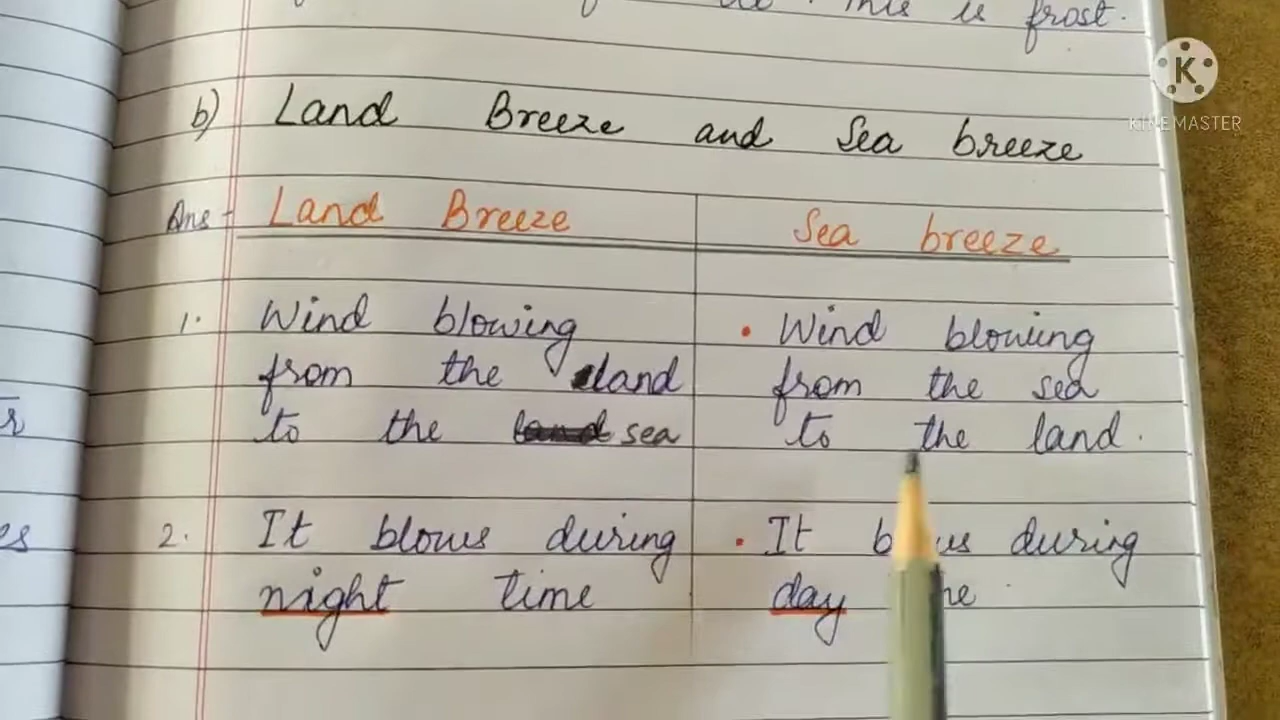 This is frost.
b) Land Breeze and Sea breeze
Ans- Land Breeze Sea breeze
1. Wind blowing • Wind blowing
from the land from the sea
to the sea to the land.
2. It blows during • It during
night time day
KINEMASTER